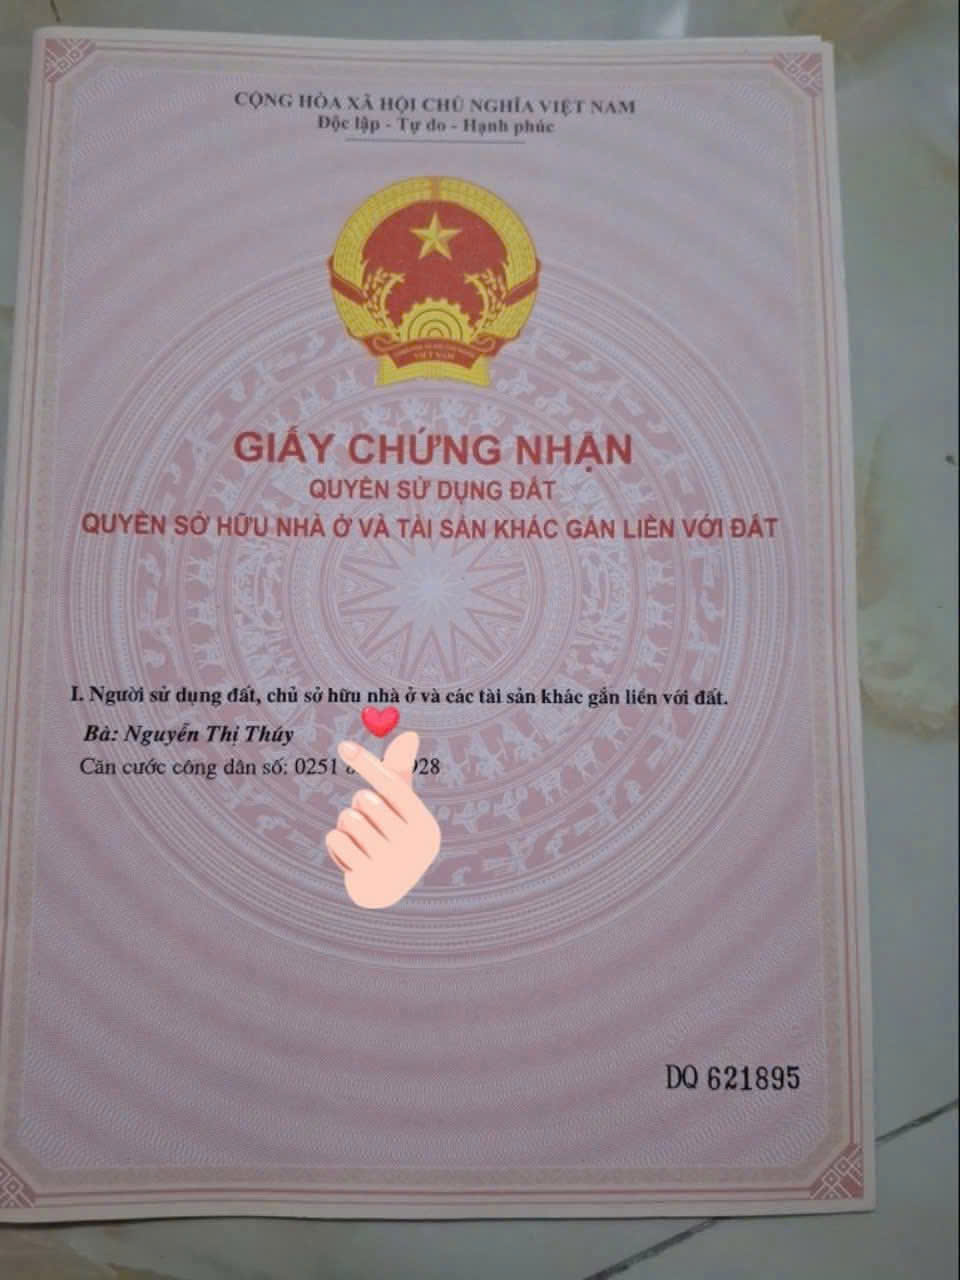 CỘNG HÒA XÃ HỘI CHỦ NGHĨA VIỆT NAM
Độc lập - Tự do - Hạnh phúc
VIỆT NAM
GIẤY CHỨNG NHẬN
QUYỀN SỬ DỤNG ĐẤT
QUYỀN SỞ HỮU NHÀ Ở VÀ TÀI SẢN KHÁC GẮN LIỀN VỚI ĐẤT
I. Người sử dụng đất, chủ sở hữu nhà ở và các tài sản khác gắn liền với đất.
Bà: Nguyễn Thị Thúy
Căn cước công dân số: 0251 28
DQ 621895